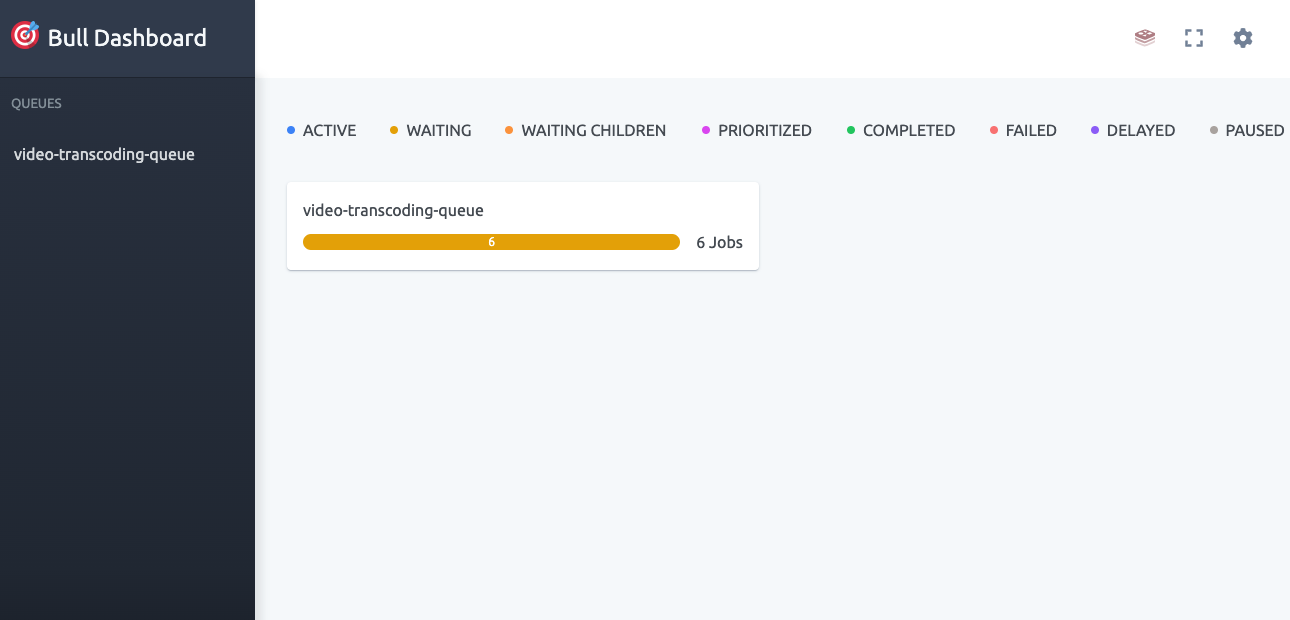 Bull Dashboard
QUEUES
video-transcoding-queue
ACTIVE WAITING WAITING CHILDREN PRIORITIZED COMPLETED FAILED DELAYED PAUSED
video-transcoding-queue
6 6 Jobs